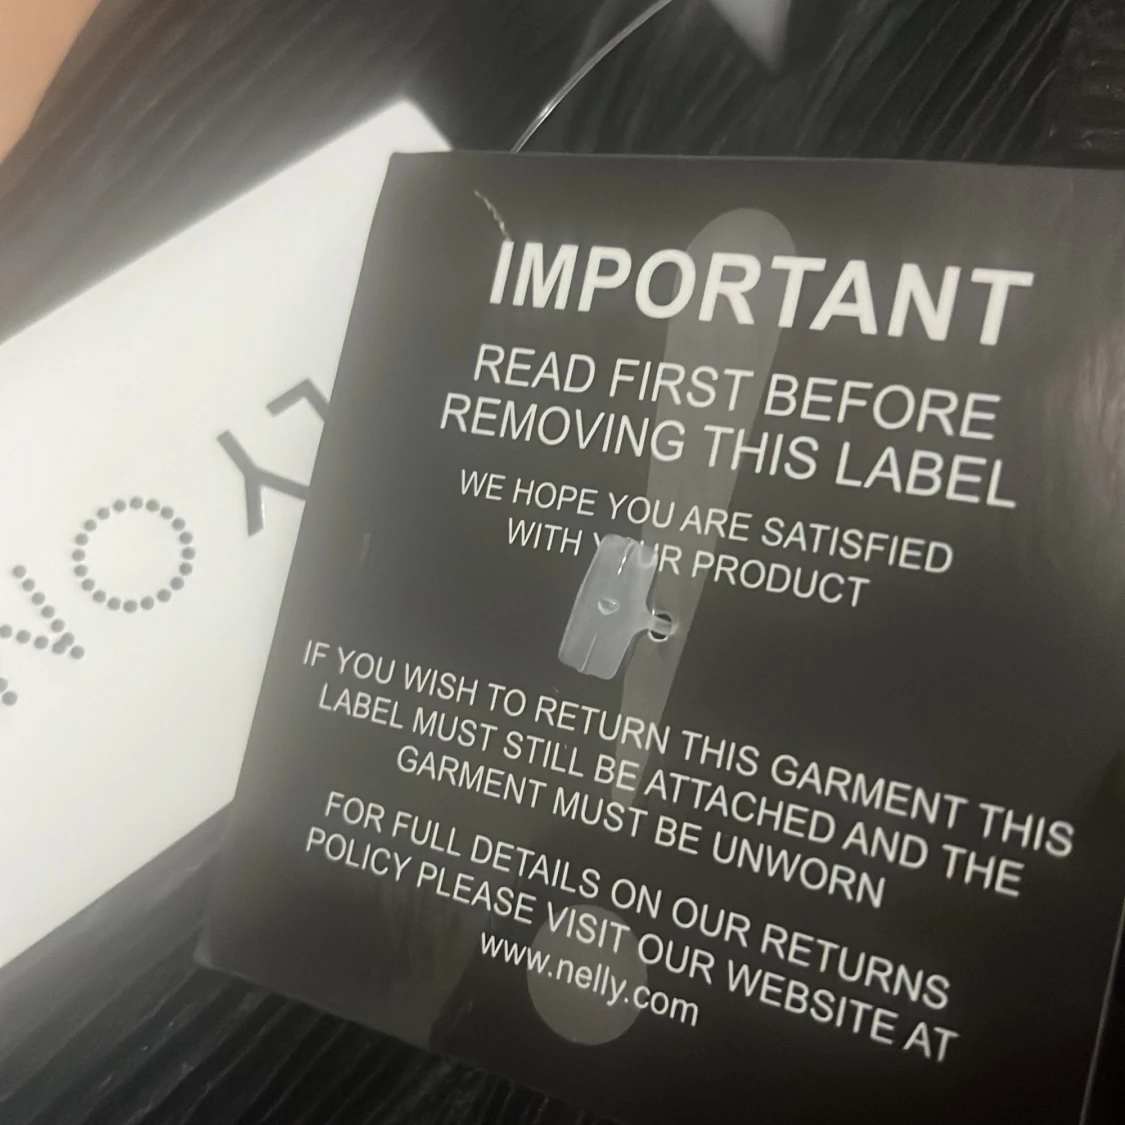 IMPORTANT
READ FIRST BEFORE
REMOVING THIS LABEL
WE HOPE YOU ARE SATISFIED
WITH YOUR PRODUCT
IF YOU WISH TO RETURN THIS GARMENT THIS
LABEL MUST STILL BE ATTACHED AND THE
GARMENT MUST BE UNWORN
FOR FULL DETAILS ON OUR RETURNS
POLICY PLEASE VISIT OUR WEBSITE AT
www.nelly.com